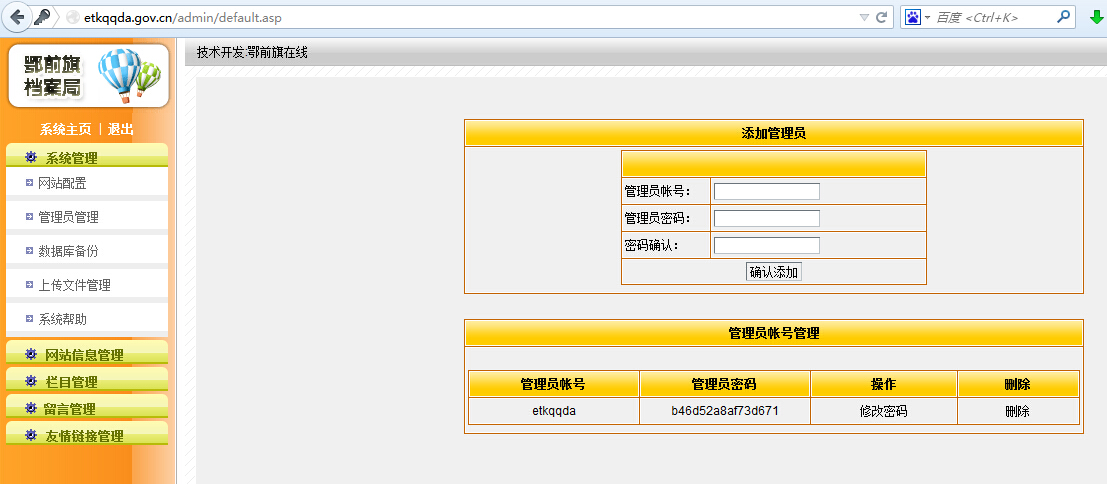 etkqqda.gov.cn/admin/default.asp
百度 <Ctrl+K>
鄂前旗
档案局
技术开发:鄂前旗在线
系统主页 | 退出
系统管理
网站配置
管理员管理
数据库备份
上传文件管理
系统帮助
网站信息管理
栏目管理
留言管理
友情链接管理
添加管理员
管理员帐号：
管理员密码：
密码确认：
确认添加
管理员帐号管理
管理员帐号 管理员密码 操作 删除
etkqqda b46d52a8af73d671 修改密码 删除